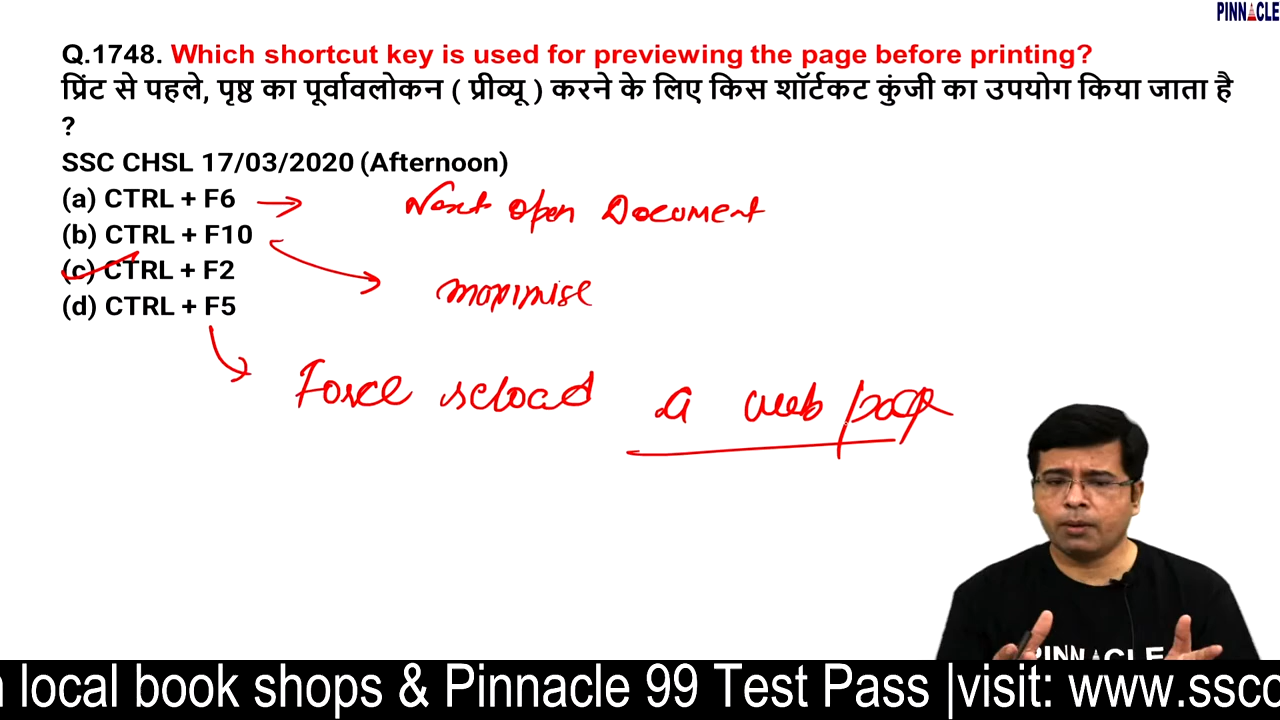 PINNACLE
Q.1748. Which shortcut key is used for previewing the page before printing?
प्रिंट से पहले, पृष्ठ का पूर्वावलोकन ( प्रीव्यू ) करने के लिए किस शॉर्टकट कुंजी का उपयोग किया जाता है
?
SSC CHSL 17/03/2020 (Afternoon)
(a) CTRL + F6
Next open Document
(b) CTRL + F10
(c) CTRL + F2
maximise
(d) CTRL + F5
Force reload a web page
PINNACLE
n local book shops & Pinnacle 99 Test Pass |visit: www.ssc